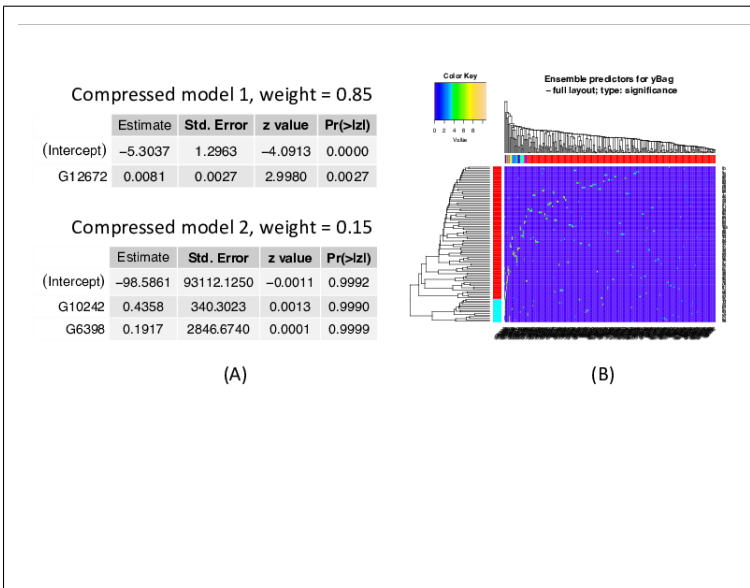 Compressed model 1, weight = 0.85
Estimate Std. Error z value Pr(>|z|)
(Intercept) −5.3037 1.2963 −4.0913 0.0000
G12672 0.0081 0.0027 2.9980 0.0027
Compressed model 2, weight = 0.15
Estimate Std. Error z value Pr(>|z|)
(Intercept) −98.5861 93112.1250 −0.0011 0.9992
G10242 0.4358 340.3023 0.0013 0.9990
G6398 0.1917 2846.6740 0.0001 0.9999
(A)
Color Key
0 2 4 6 8
Value
Ensemble predictors for yBag
− full layout; type: significance
(B)